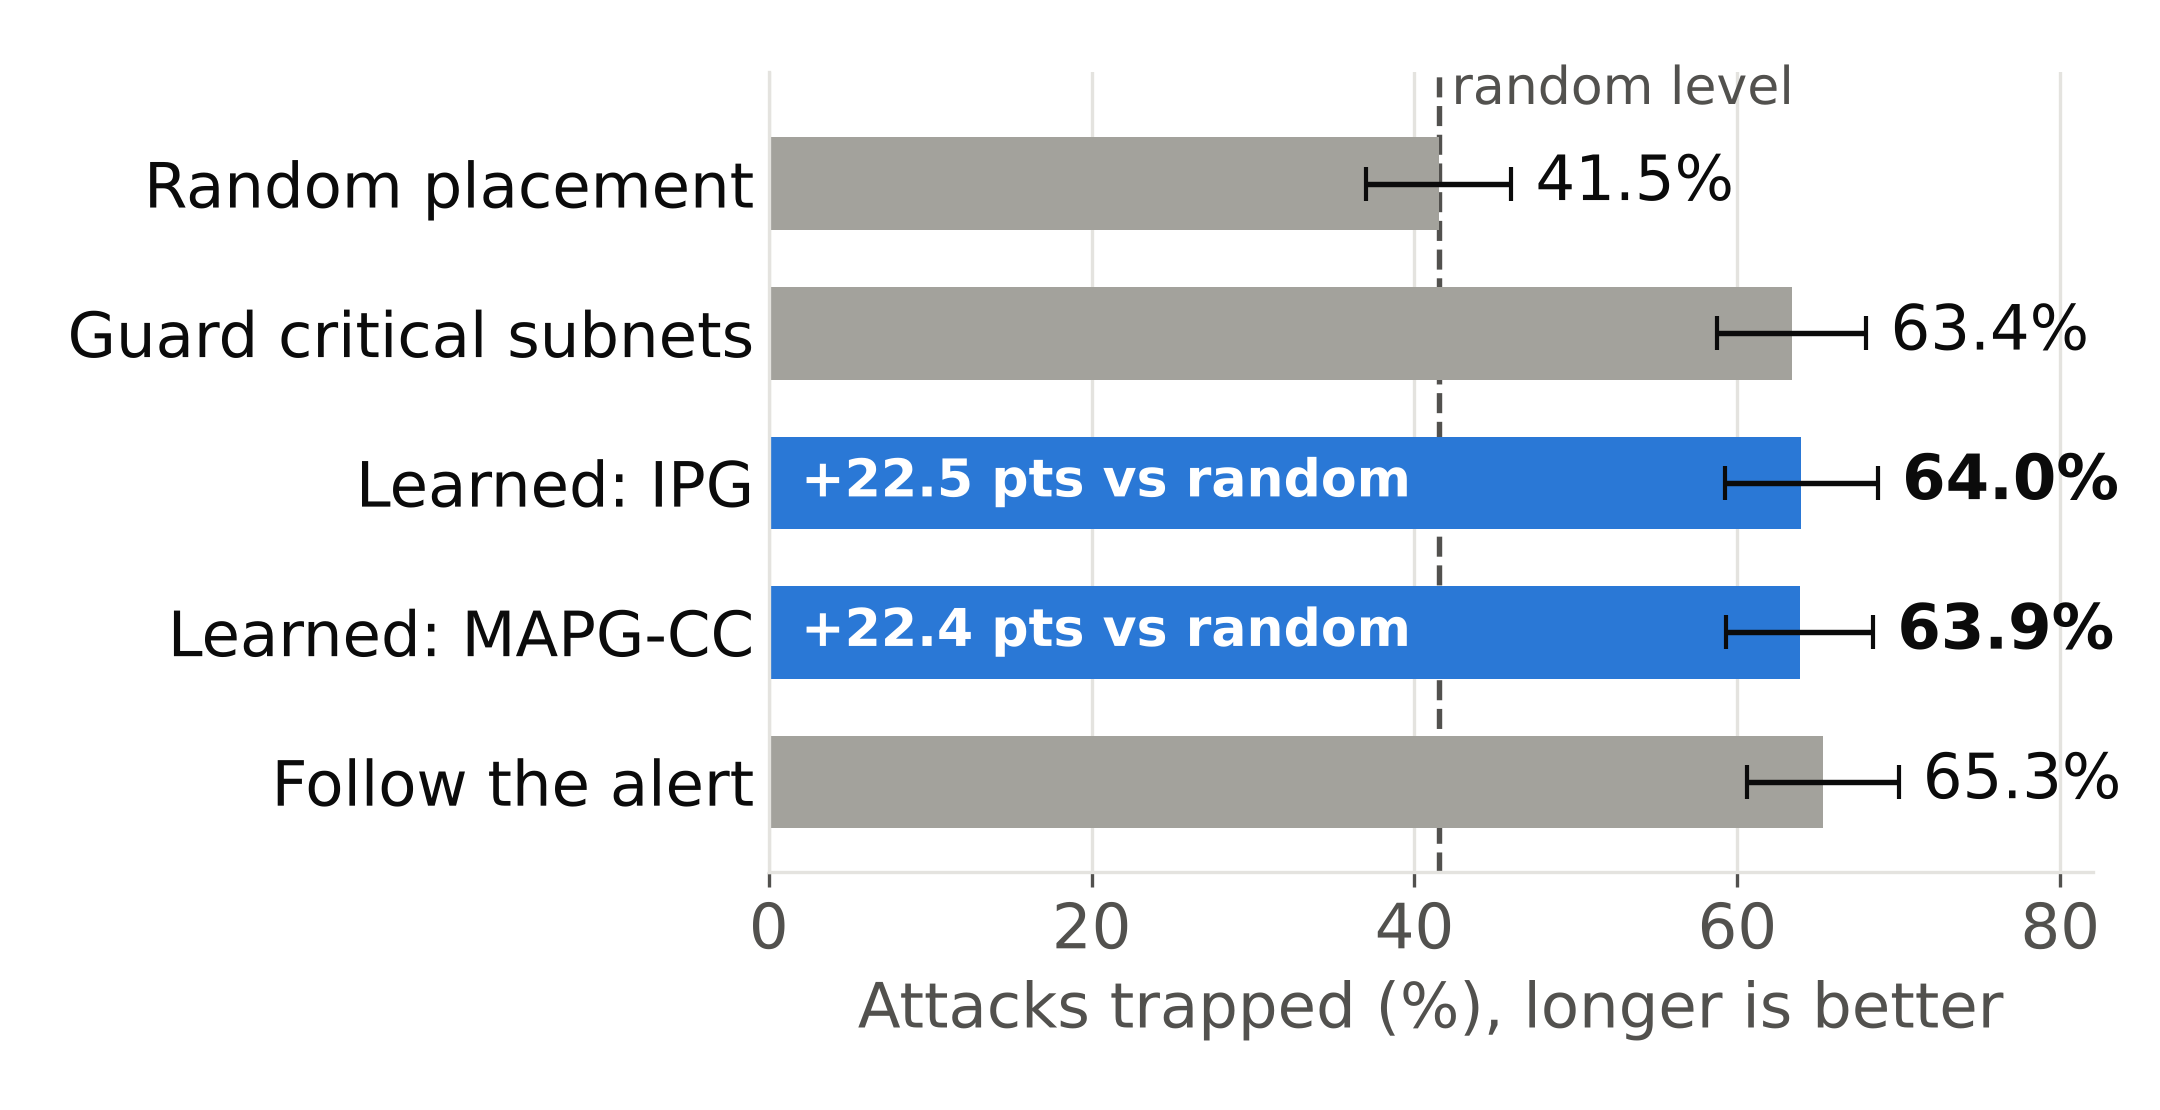 random level
Random placement 41.5%
Guard critical subnets 63.4%
Learned: IPG +22.5 pts vs random 64.0%
Learned: MAPG-CC +22.4 pts vs random 63.9%
Follow the alert 65.3%
0 20 40 60 80
Attacks trapped (%), longer is better